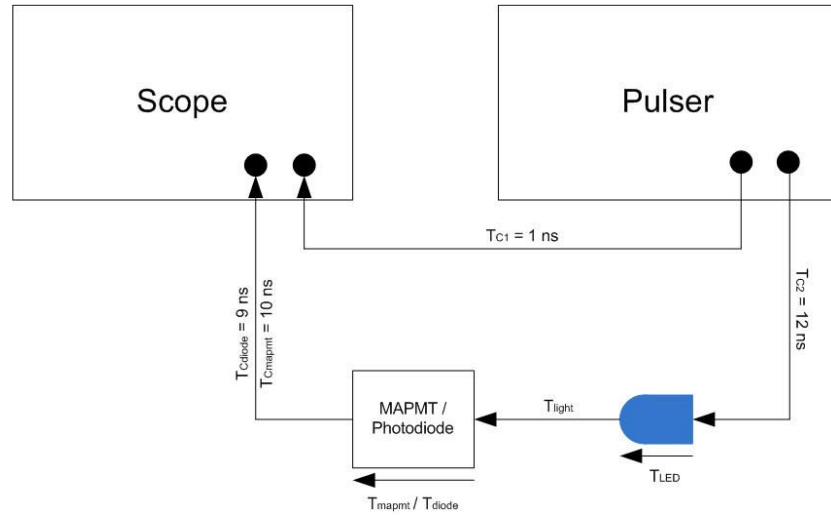 Scope
Pulser
TC1 = 1 ns
TC2 = 12 ns
TCdiode = 9 ns
TCmapmt = 10 ns
MAPMT /
Photodiode
Tlight
TLED
Tmapmt / Tdiode